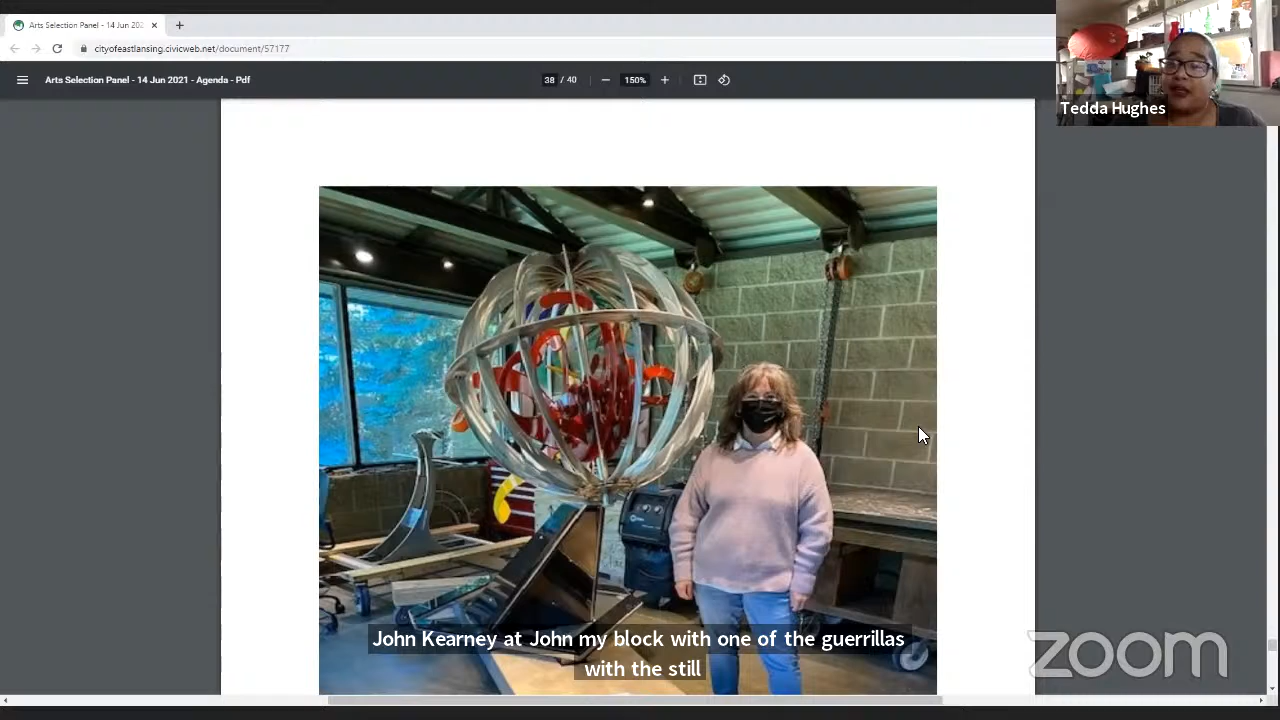 Arts Selection Panel - 14 Jun 202
cityofeastlansing.civicweb.net/document/57177
Arts Selection Panel - 14 Jun 2021 - Agenda - Pdf
38 / 40
150%
Tedda Hughes
John Kearney at John my block with one of the guerrillas
with the still
zoom